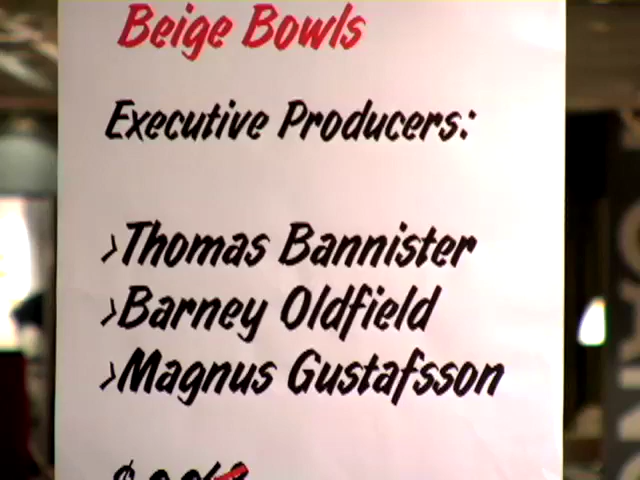 Beige Bowls
Executive Producers:
>Thomas Bannister
>Barney Oldfield
>Magnus Gustafsson